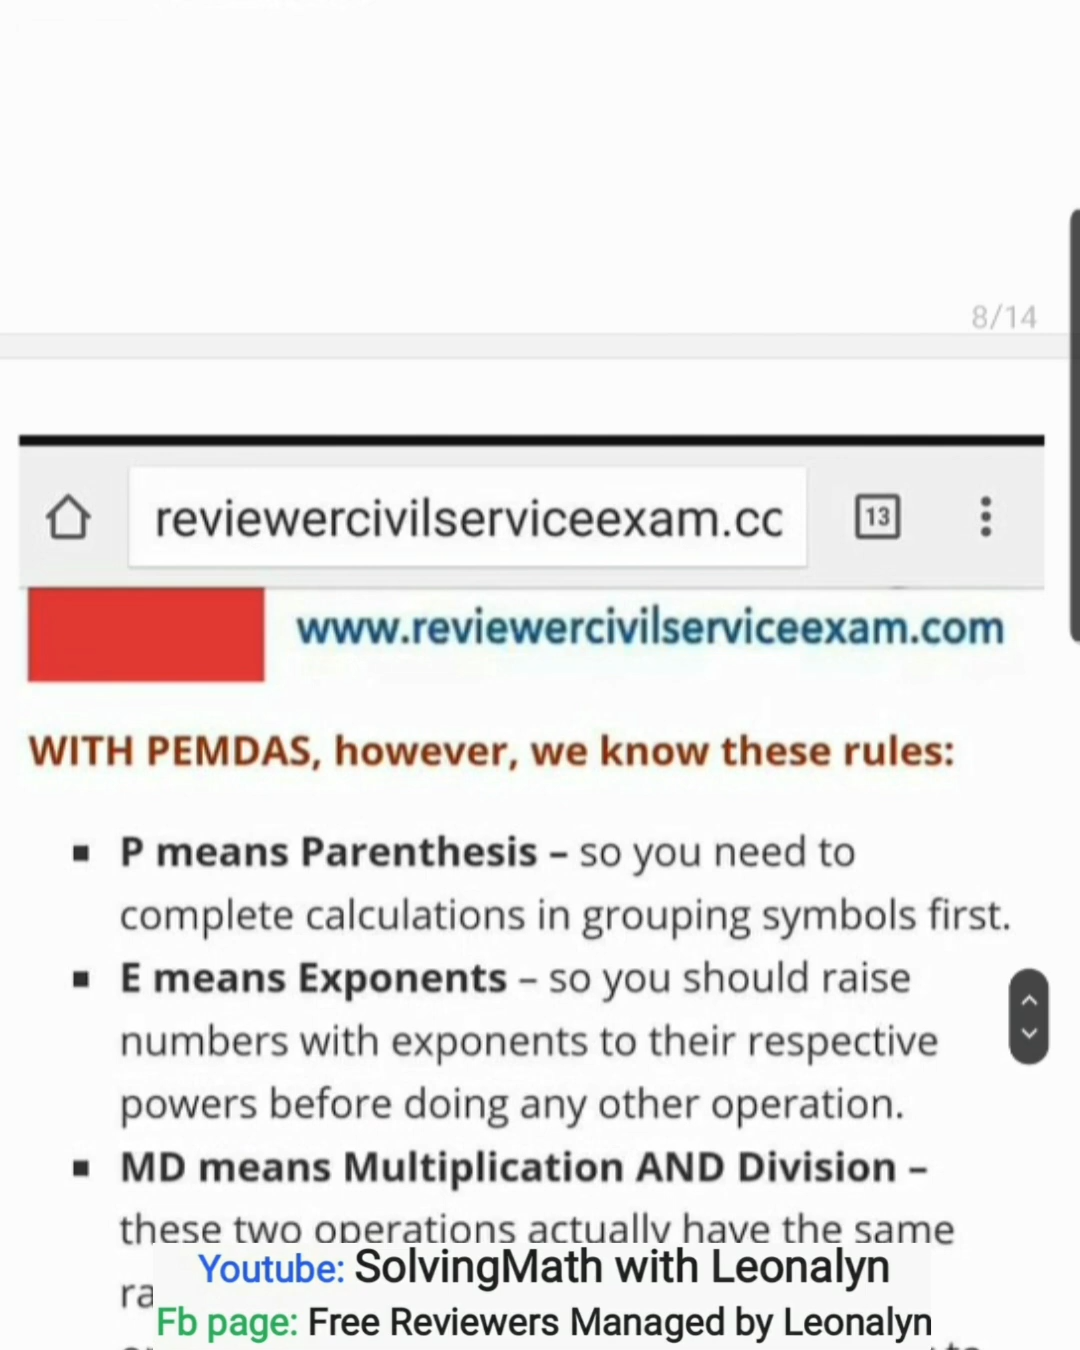 8/14
reviewercivilserviceexam.cc
13
www.reviewercivilserviceexam.com
WITH PEMDAS, however, we know these rules:
▪ P means Parenthesis – so you need to
complete calculations in grouping symbols first.
▪ E means Exponents – so you should raise
numbers with exponents to their respective
powers before doing any other operation.
▪ MD means Multiplication AND Division –
these two operations actually have the same
Youtube: SolvingMath with Leonalyn
Fb page: Free Reviewers Managed by Leonalyn